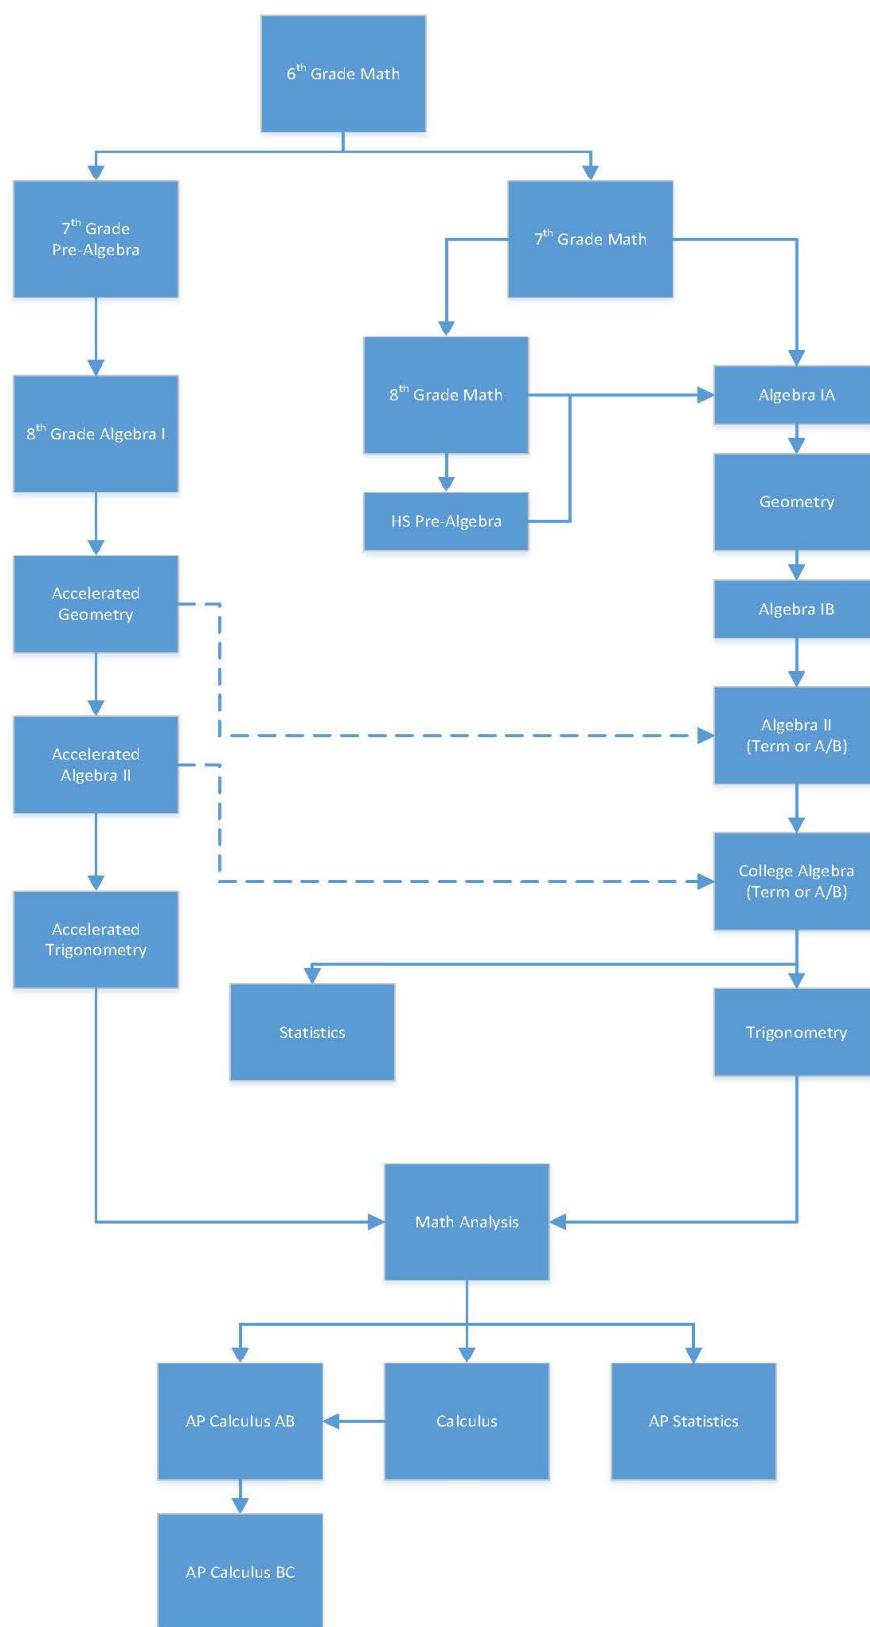 6th Grade Math
7th Grade
Pre-Algebra
7th Grade Math
8th Grade Math
Algebra IA
8th Grade Algebra I
HS Pre-Algebra
Geometry
Accelerated
Geometry
Algebra IB
Accelerated
Algebra II
Algebra II
(Term or A/B)
College Algebra
(Term or A/B)
Accelerated
Trigonometry
Statistics
Trigonometry
Math Analysis
AP Calculus AB
Calculus
AP Statistics
AP Calculus BC